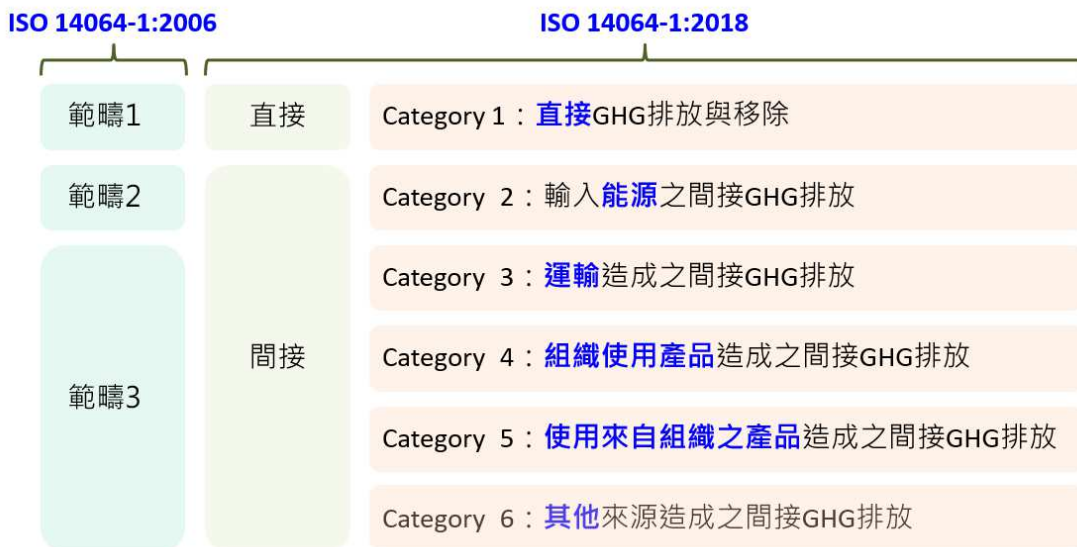 ISO 14064-1:2006
ISO 14064-1:2018
範疇1
直接
Category 1：直接GHG排放與移除
範疇2
Category 2：輸入能源之間接GHG排放
Category 3：運輸造成之間接GHG排放
間接
Category 4：組織使用產品造成之間接GHG排放
範疇3
Category 5：使用來自組織之產品造成之間接GHG排放
Category 6：其他來源造成之間接GHG排放